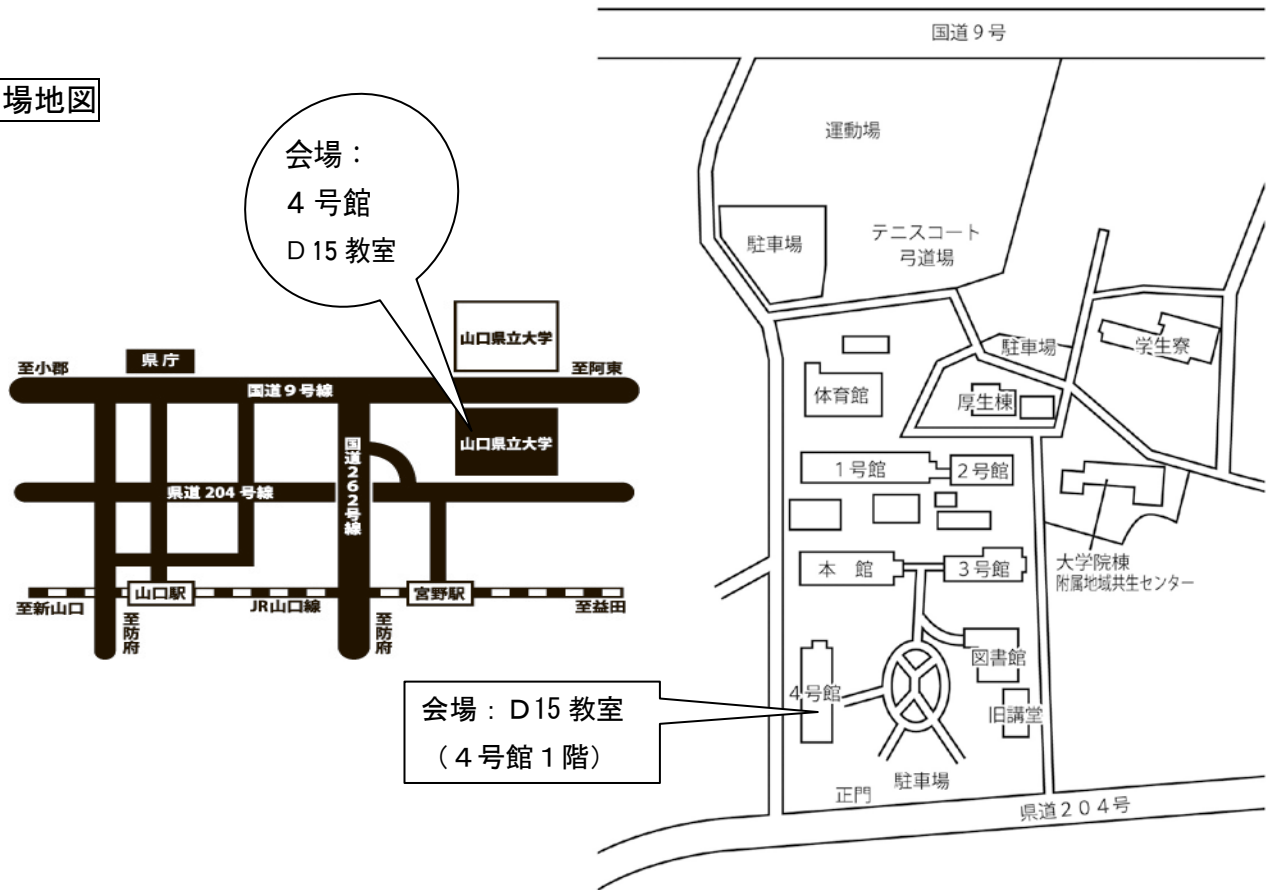 場地図
会場：
４号館
Ｄ15教室
山口県立大学
至小郡
県庁
至阿東
国道９号線
山口県立大学
国道262号線
県道204号線
山口駅
宮野駅
至新山口
JR山口線
至益田
至防府
至防府
会場：Ｄ15教室
（４号館１階）
国道９号
運動場
駐車場
テニスコート
弓道場
駐車場
学生寮
体育館
厚生棟
１号館
２号館
本　館
３号館
大学院棟
附属地域共生センター
図書館
４号館
旧講堂
駐車場
正門
県道２０４号